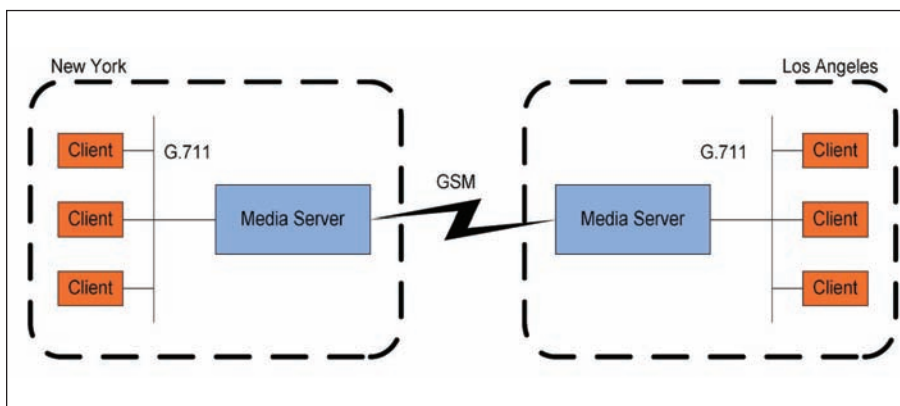 New York
Los Angeles
Client
G.711
G.711
Client
GSM
Client
Media Server
Media Server
Client
Client
Client